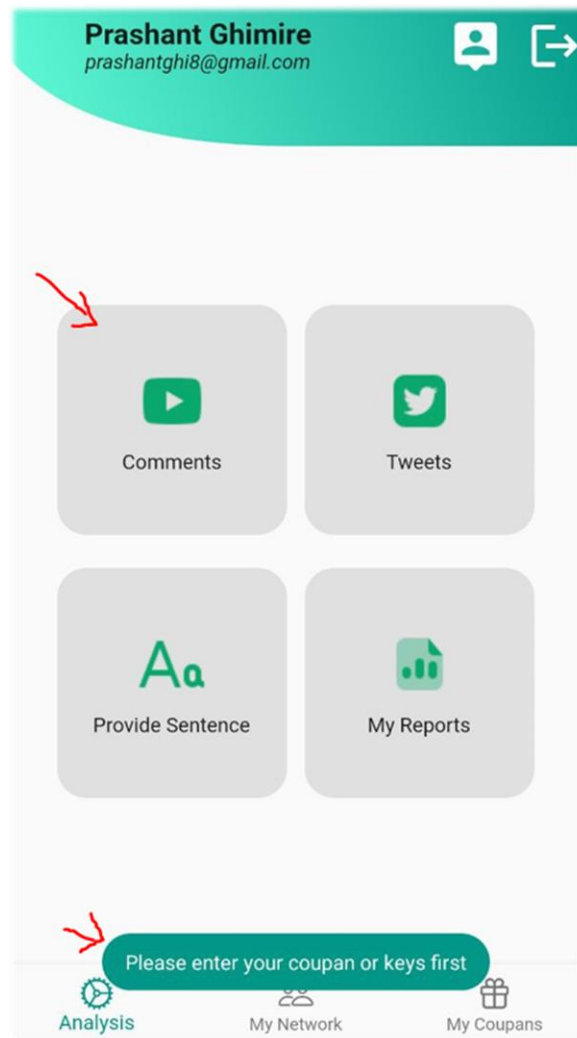 Prashant Ghimire
prashantghi8@gmail.com
Comments
Tweets
Aa
Provide Sentence
My Reports
Please enter your coupan or keys first
Analysis
My Network
My Coupans